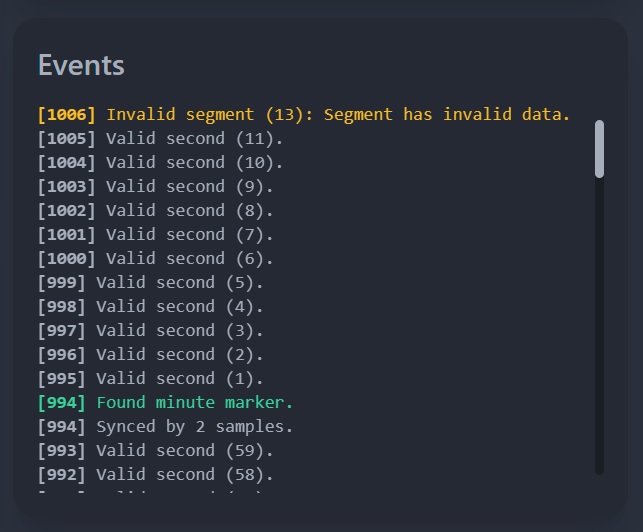 Events
[1006] Invalid segment (13): Segment has invalid data.
[1005] Valid second (11).
[1004] Valid second (10).
[1003] Valid second (9).
[1002] Valid second (8).
[1001] Valid second (7).
[1000] Valid second (6).
[999] Valid second (5).
[998] Valid second (4).
[997] Valid second (3).
[996] Valid second (2).
[995] Valid second (1).
[994] Found minute marker.
[994] Synced by 2 samples.
[993] Valid second (59).
[992] Valid second (58).